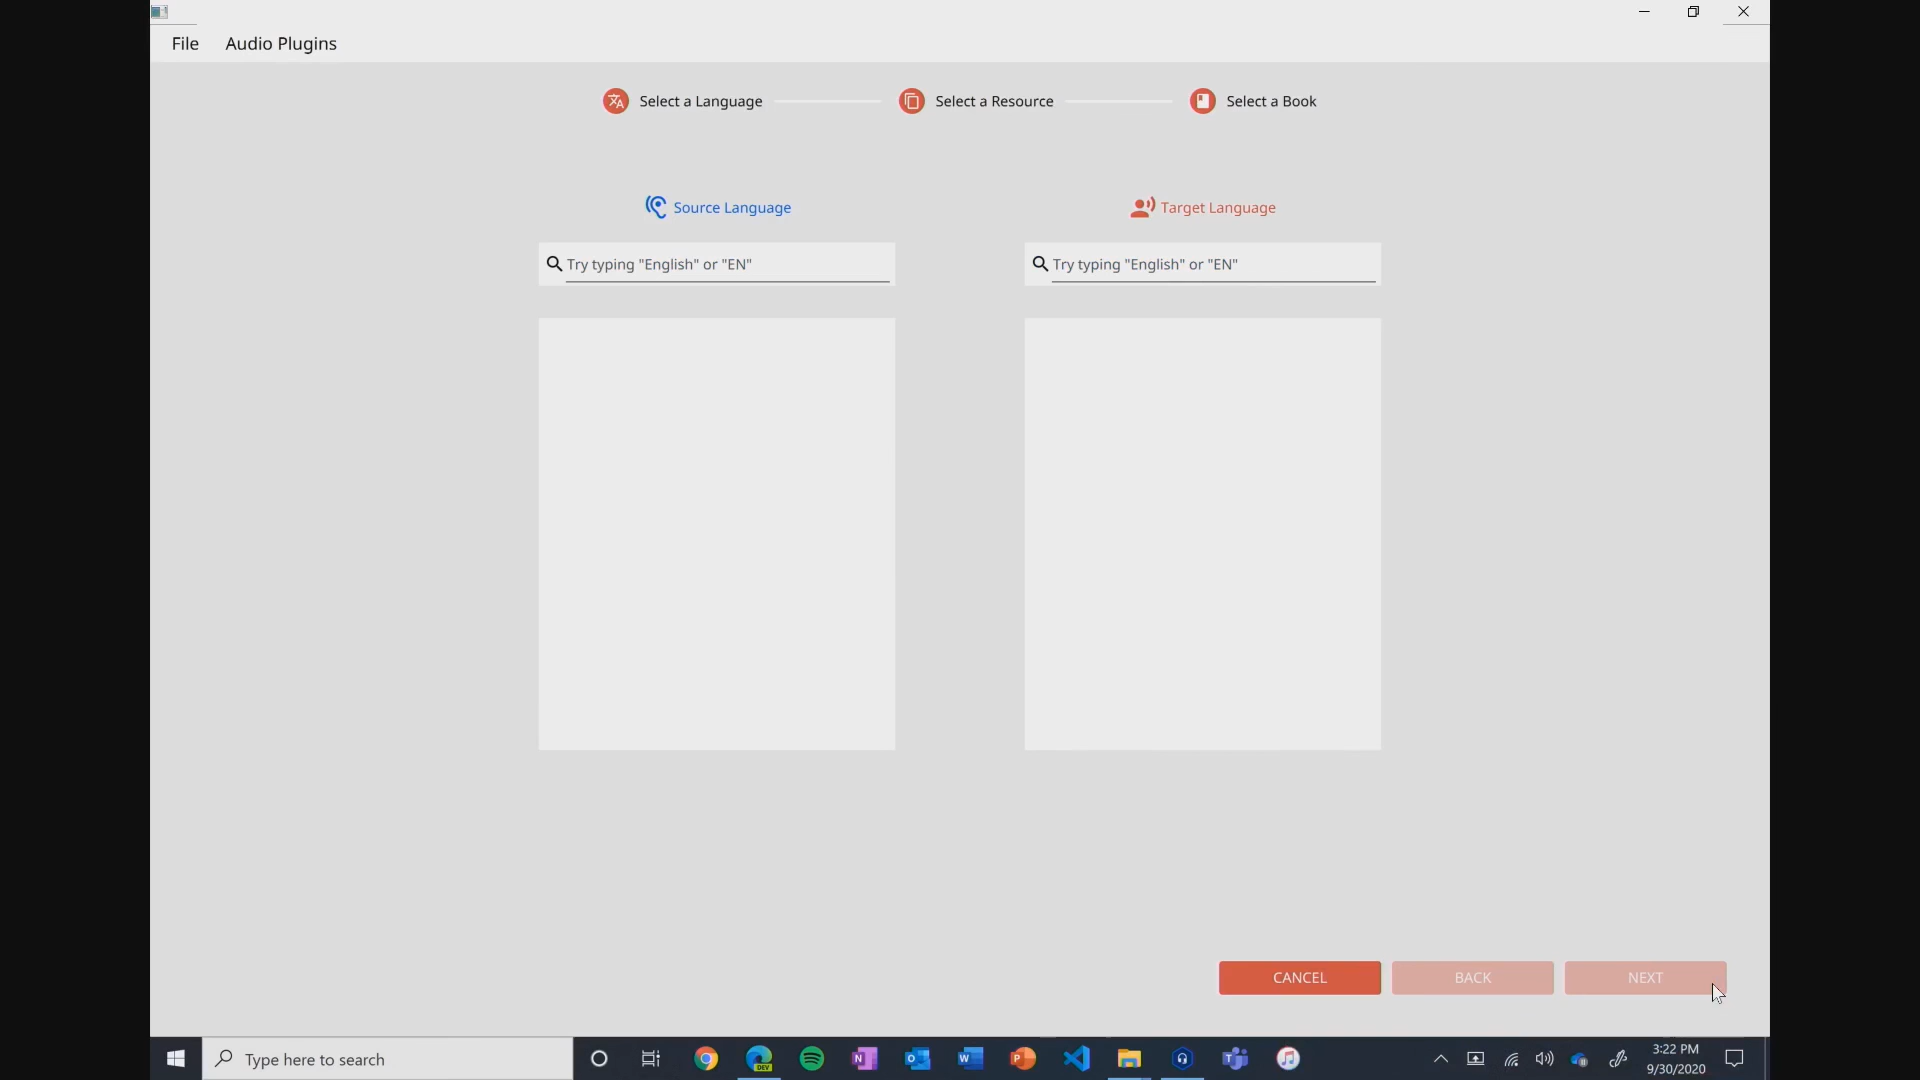 File Audio Plugins
Select a Language Select a Resource Select a Book
Source Language Target Language
Try typing "English" or "EN" Try typing "English" or "EN"
CANCEL BACK NEXT
Type here to search
DEV
3:22 PM
9/30/2020